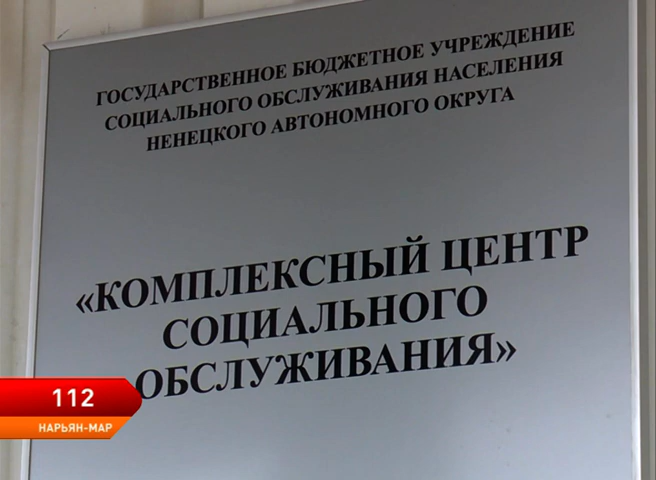 ГОСУДАРСТВЕННОЕ БЮДЖЕТНОЕ УЧРЕЖДЕНИЕ
СОЦИАЛЬНОГО ОБСЛУЖИВАНИЯ НАСЕЛЕНИЯ
НЕНЕЦКОГО АВТОНОМНОГО ОКРУГА
«КОМПЛЕКСНЫЙ ЦЕНТР
СОЦИАЛЬНОГО
ОБСЛУЖИВАНИЯ»
112
НАРЬЯН-МАР